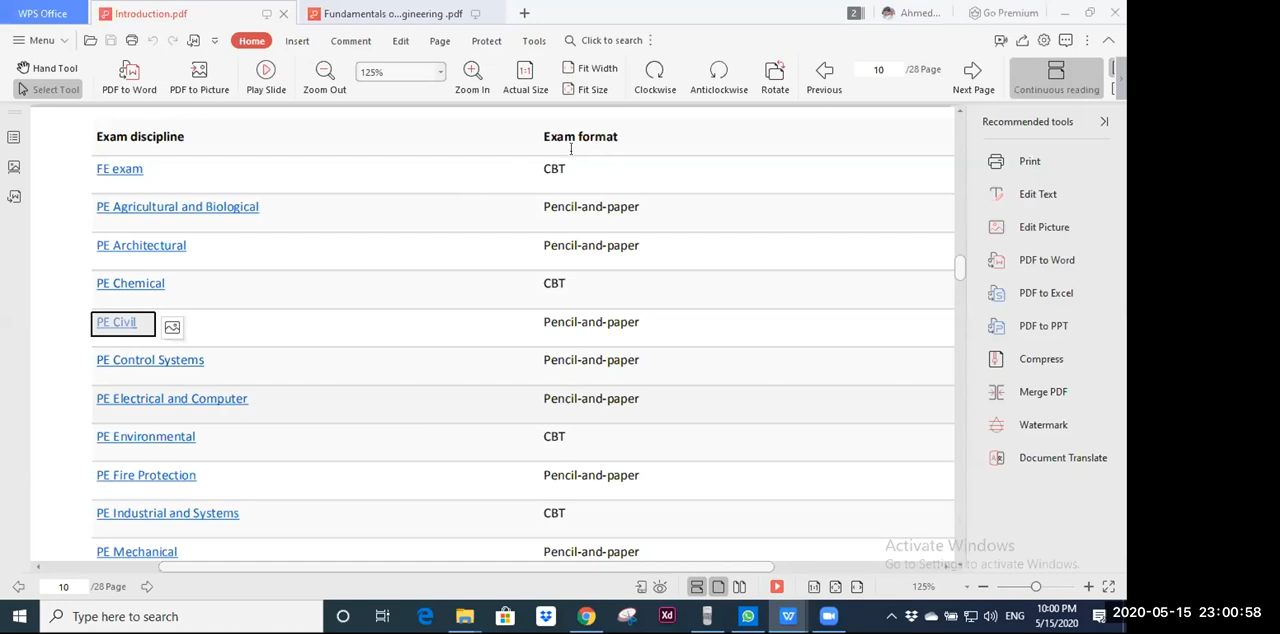 WPS Office Introduction.pdf Fundamentals o...gineering .pdf 2 Ahmed... Go Premium
Menu Home Insert Comment Edit Page Protect Tools Click to search
Hand Tool
Select Tool
PDF to Word PDF to Picture Play Slide Zoom Out 125% Zoom In 1:1 Actual Size Fit Width Fit Size Clockwise Anticlockwise Rotate Previous 10 /28 Page Next Page Continuous reading
Exam discipline Exam format
FE exam CBT
PE Agricultural and Biological Pencil-and-paper
PE Architectural Pencil-and-paper
PE Chemical CBT
PE Civil Pencil-and-paper
PE Control Systems Pencil-and-paper
PE Electrical and Computer Pencil-and-paper
PE Environmental CBT
PE Fire Protection Pencil-and-paper
PE Industrial and Systems CBT
PE Mechanical Pencil-and-paper
Recommended tools
Print
Edit Text
Edit Picture
PDF to Word
PDF to Excel
PDF to PPT
Compress
Merge PDF
Watermark
Document Translate
Activate Windows
Go to Settings to activate Windows.
10 /28 Page 125%
Type here to search Xd ENG 10:00 PM
5/15/2020
2020-05-15 23:00:58